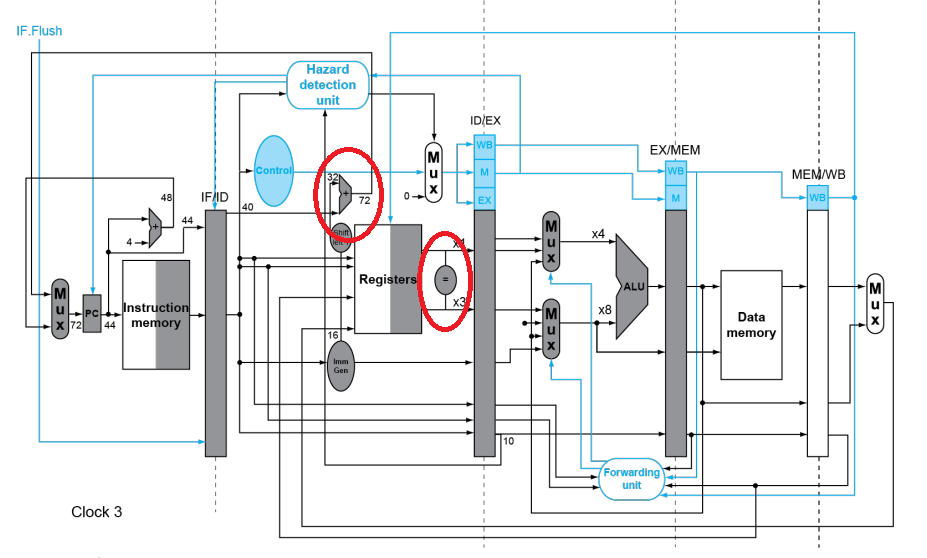 IF.Flush
Hazard
detection
unit
ID/EX
WB
EX/MEM
Control
Mux
M
WB
MEM/WB
32
72
0
EX
M
WB
48
IF/ID
40
+
+
44
4
Shift
left 1
x1
Mux
x4
Registers
=
ALU
Mux
PC
Instruction
memory
72
44
x3
Mux
x8
Data
memory
Mux
16
Imm
Gen
10
Forwarding
unit
Clock 3